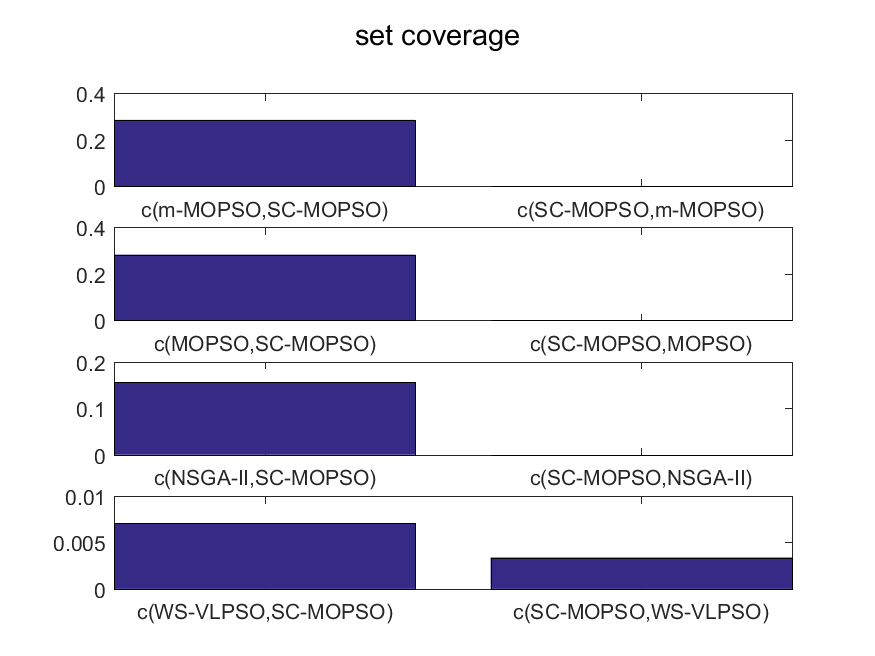 set coverage
0.4
0.2
0
c(m-MOPSO,SC-MOPSO) c(SC-MOPSO,m-MOPSO)
0.4
0.2
0
c(MOPSO,SC-MOPSO) c(SC-MOPSO,MOPSO)
0.2
0.1
0
c(NSGA-II,SC-MOPSO) c(SC-MOPSO,NSGA-II)
0.01
0.005
0
c(WS-VLPSO,SC-MOPSO) c(SC-MOPSO,WS-VLPSO)